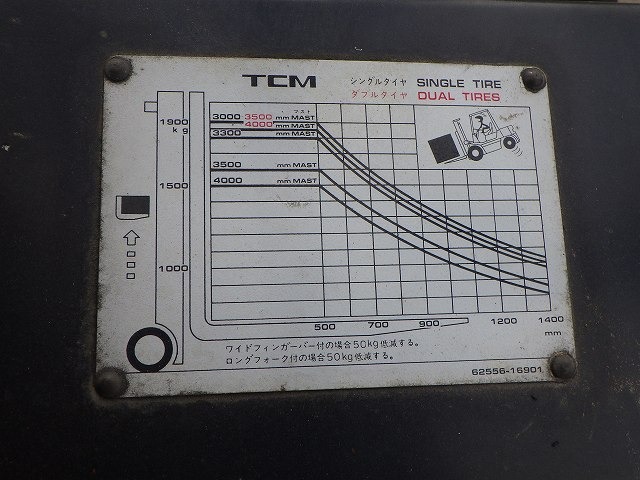 TCM
シングルタイヤ SINGLE TIRE
ダブルタイヤ DUAL TIRES
マスト
3000 3500 mm MAST
4000 mm MAST
3300 mm MAST
3500 mm MAST
4000 mm MAST
1900
kg
1500
1000
500 700 900 1200 1400
mm
ワイドフィンガーバー付の場合50kg低減する。
ロングフォーク付の場合50kg低減する。
62556-16901